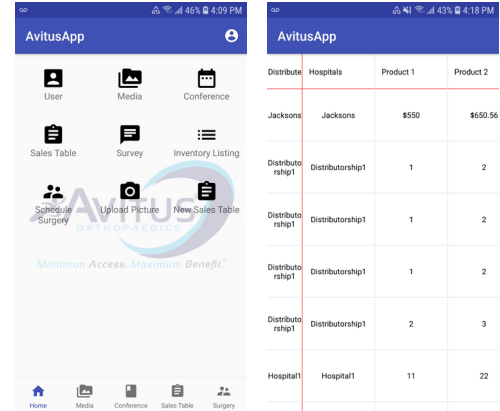 46% 4:09 PM
AvitusApp
User
Media
Conference
Sales Table
Survey
Inventory Listing
Schedule
Surgery
Upload Picture
New Sales Table
AVITUS
ORTHOPAEDICS
Minimum Access. Maximum Benefit.™
Home
Media
Conference
Sales Table
Surgery
43% 4:18 PM
AvitusApp
Distribute Hospitals Product 1 Product 2
Jacksons Jacksons $550 $650.56
Distributo
rship1 Distributorship1 1 2
Distributo
rship1 Distributorship1 1 2
Distributo
rship1 Distributorship1 1 2
Distributo
rship1 Distributorship1 2 3
Hospital1 Hospital1 11 22